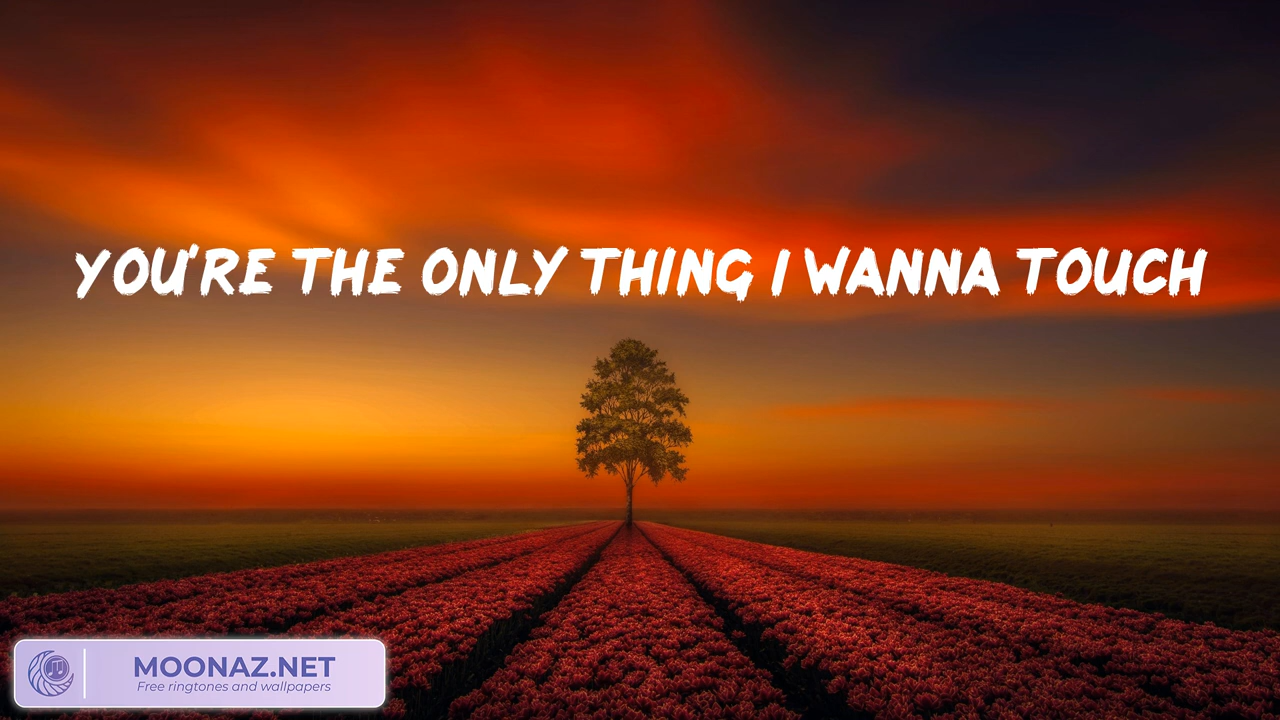 YOU'RE THE ONLY THING I WANNA TOUCH
MOONAZ.NET
Free ringtones and wallpapers